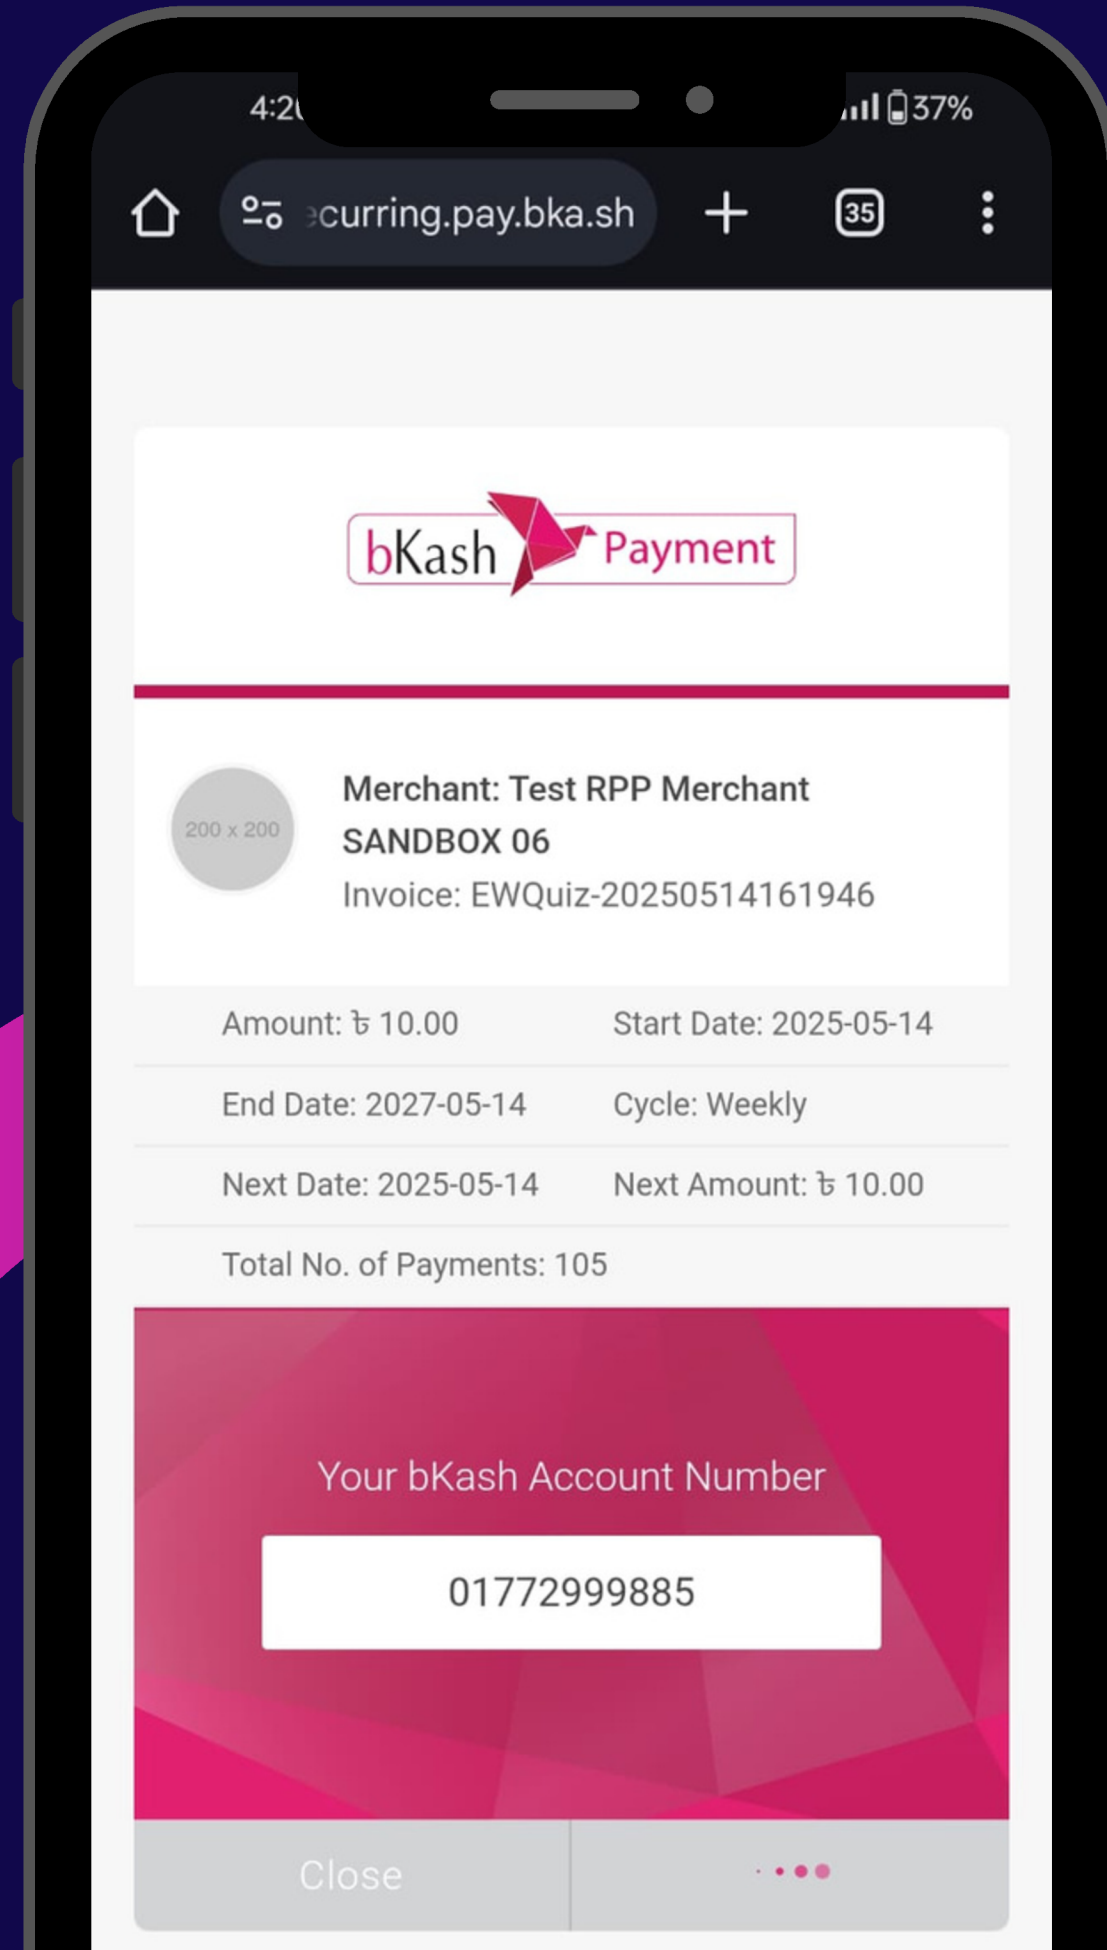 37%
35
curring.pay.bka.sh
bKash Payment
200 x 200
Merchant: Test RPP Merchant
SANDBOX 06
Invoice: EWQuiz-20250514161946
Amount: ৳ 10.00 Start Date: 2025-05-14
End Date: 2027-05-14 Cycle: Weekly
Next Date: 2025-05-14 Next Amount: ৳ 10.00
Total No. of Payments: 105
Your bKash Account Number
01772999885
Close